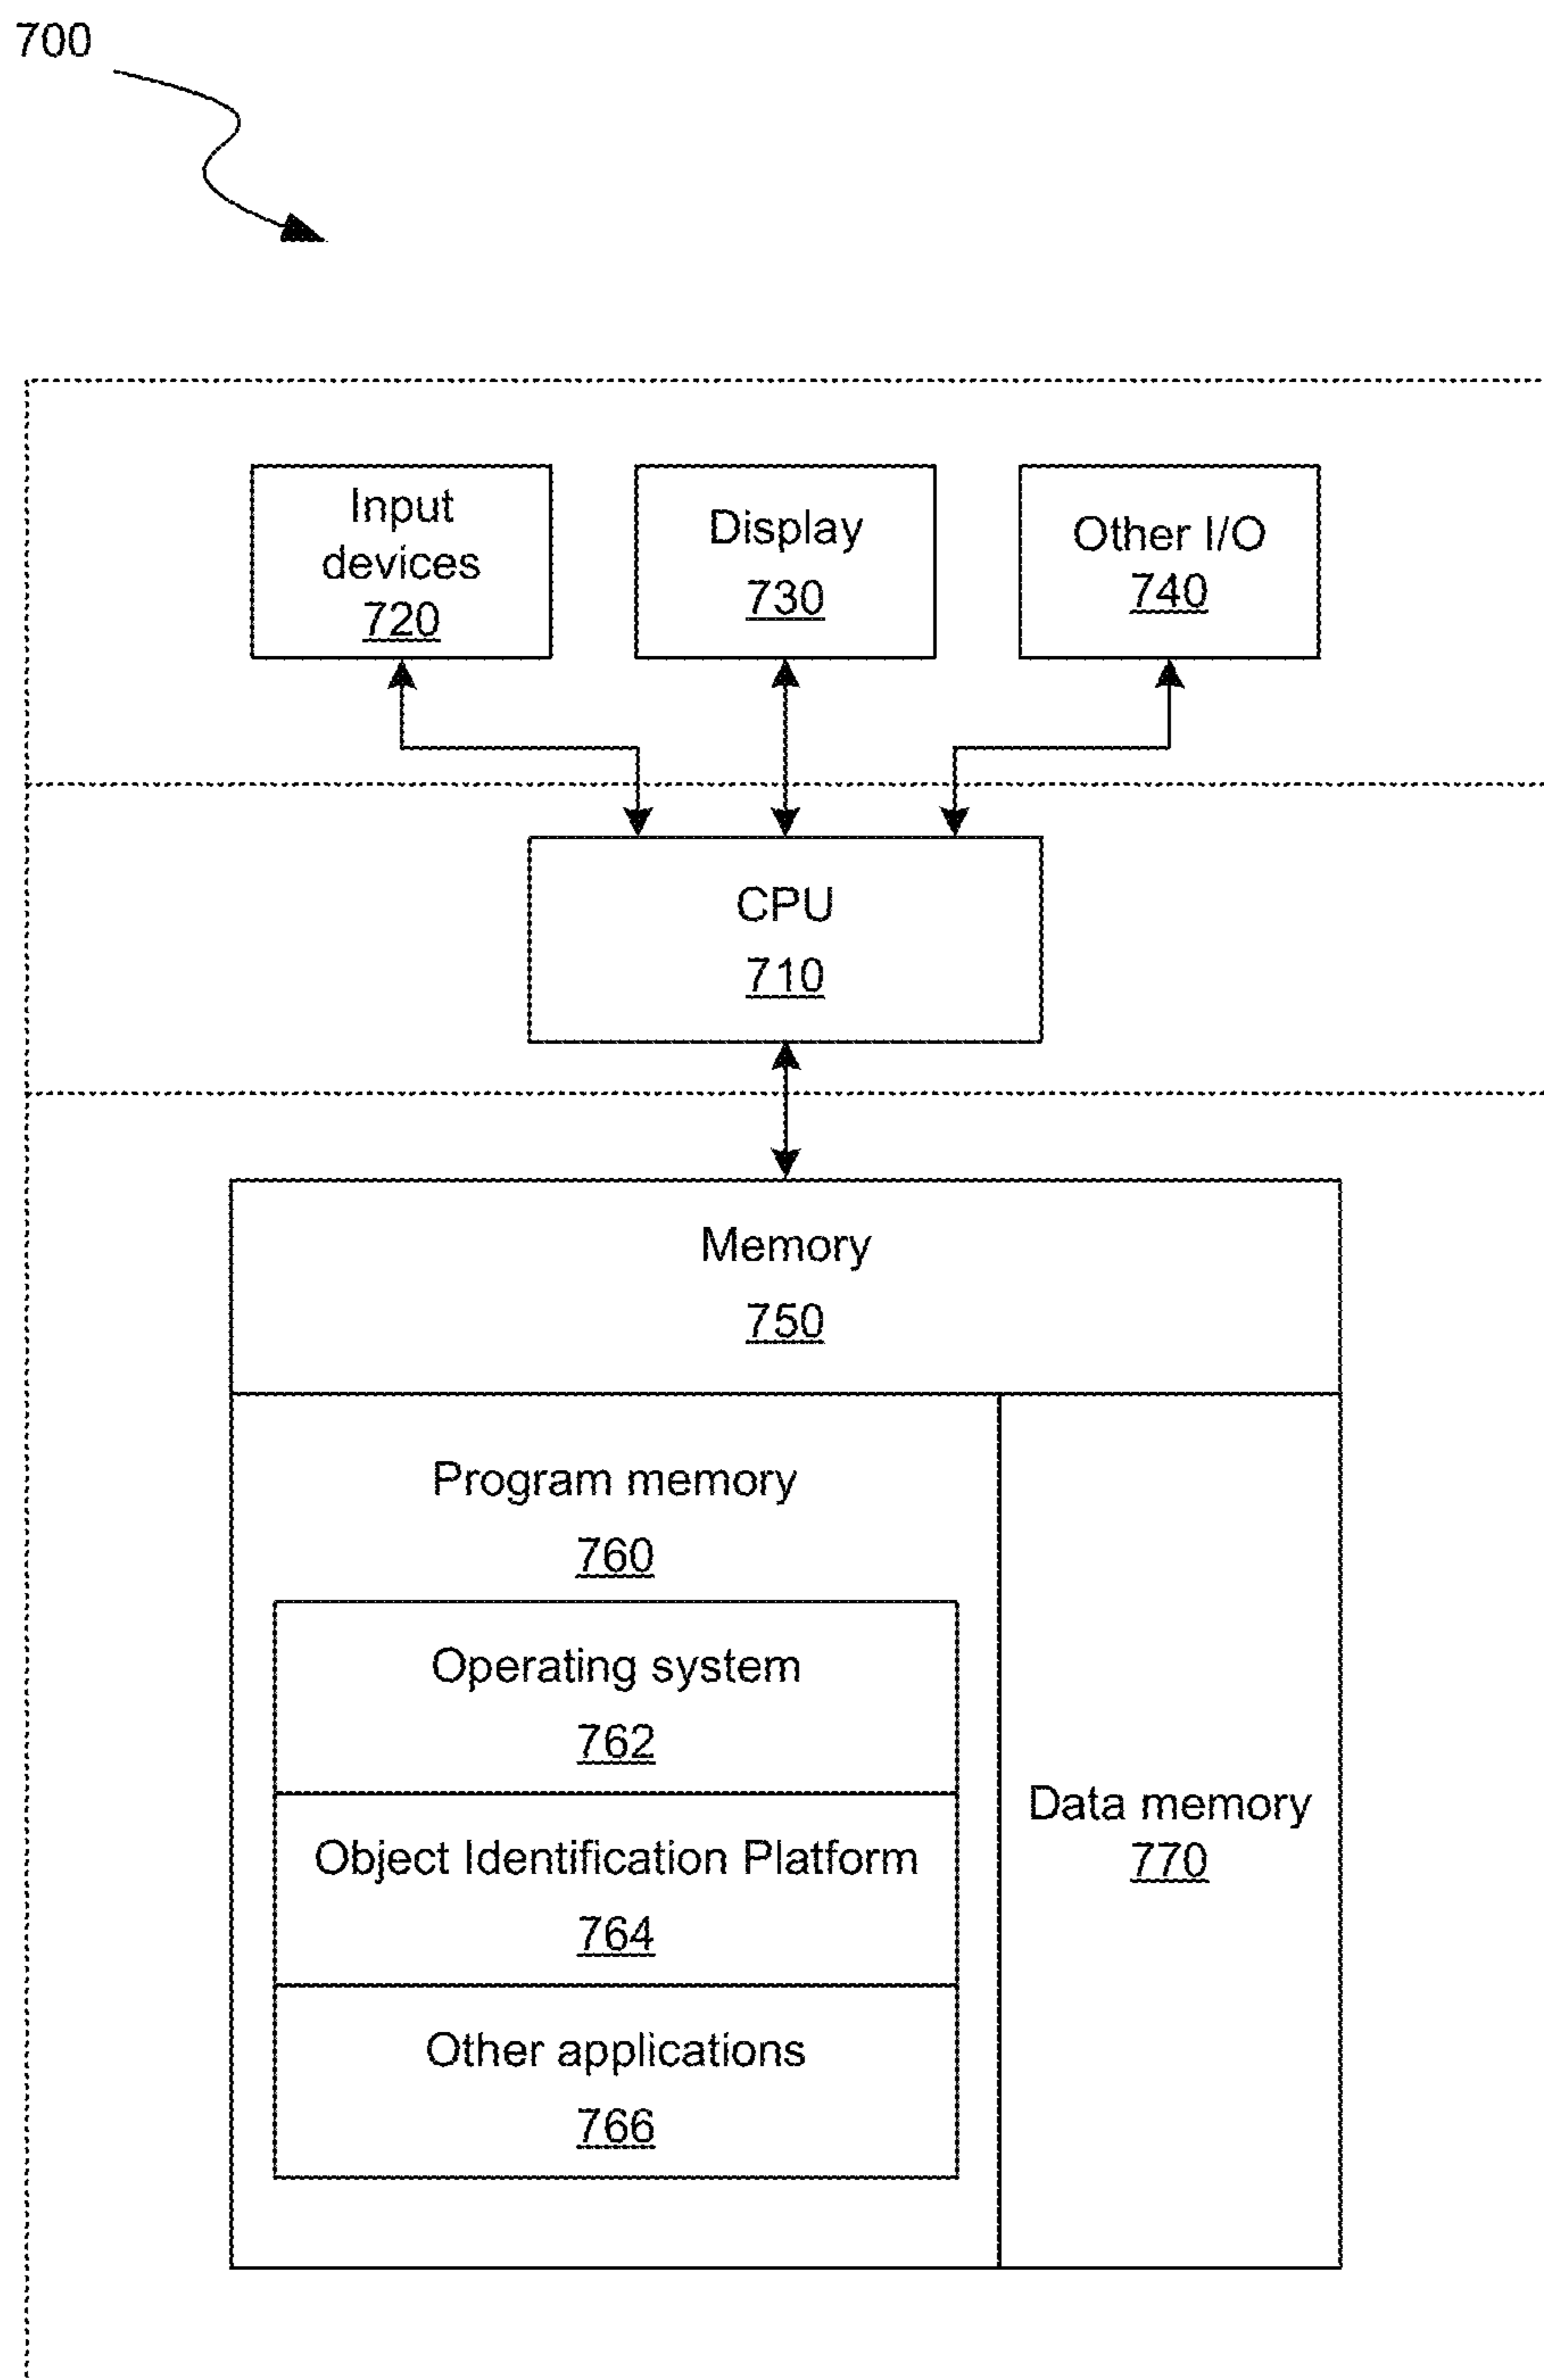 700
Input
devices
720
Display
730
Other I/O
740
CPU
710
Memory
750
Program memory
760
Operating system
762
Object Identification Platform
764
Other applications
766
Data memory
770